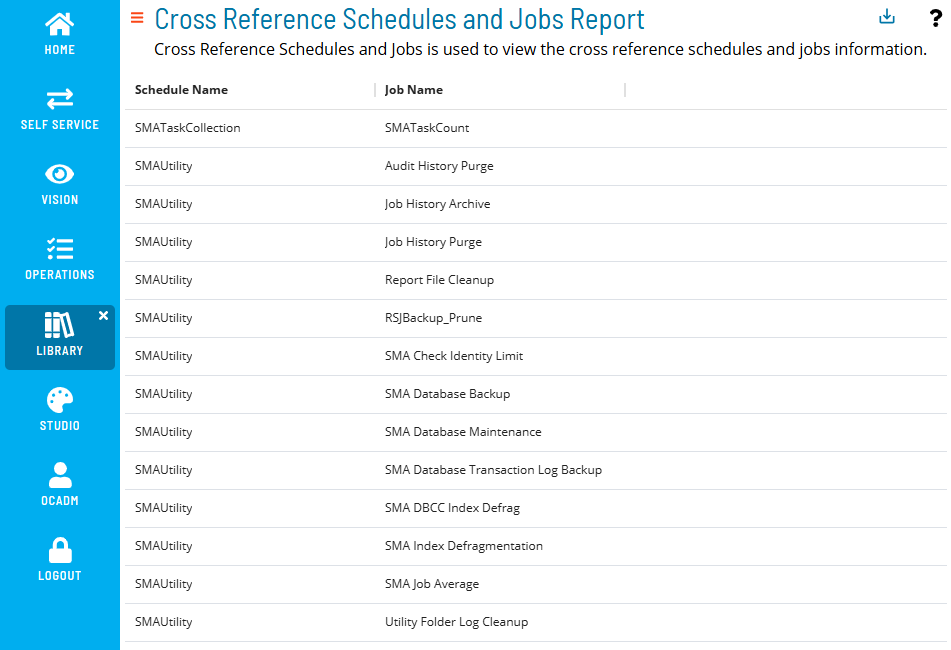 HOME
SELF SERVICE
VISION
OPERATIONS
LIBRARY
STUDIO
OCADM
LOGOUT
Cross Reference Schedules and Jobs Report
?
Cross Reference Schedules and Jobs is used to view the cross reference schedules and jobs information.
Schedule Name Job Name
SMATaskCollection SMATaskCount
SMAUtility Audit History Purge
SMAUtility Job History Archive
SMAUtility Job History Purge
SMAUtility Report File Cleanup
SMAUtility RSJBackup_Prune
SMAUtility SMA Check Identity Limit
SMAUtility SMA Database Backup
SMAUtility SMA Database Maintenance
SMAUtility SMA Database Transaction Log Backup
SMAUtility SMA DBCC Index Defrag
SMAUtility SMA Index Defragmentation
SMAUtility SMA Job Average
SMAUtility Utility Folder Log Cleanup